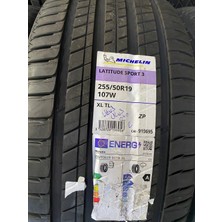 MICHELIN
LATITUDE SPORT 3
255/50R19
107W
XL TL
ZP
ENERG
A